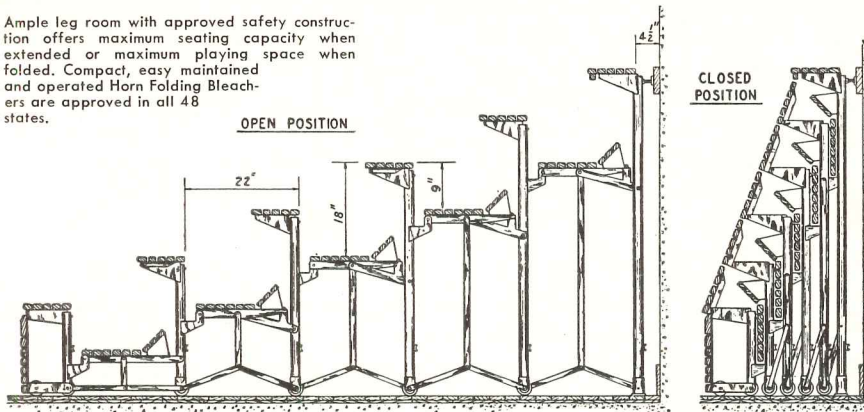 Ample leg room with approved safety construc-
tion offers maximum seating capacity when
extended or maximum playing space when
folded. Compact, easy maintained
and operated Horn Folding Bleach-
ers are approved in all 48
states.
OPEN POSITION
22"
18"
9"
4½"
CLOSED
POSITION